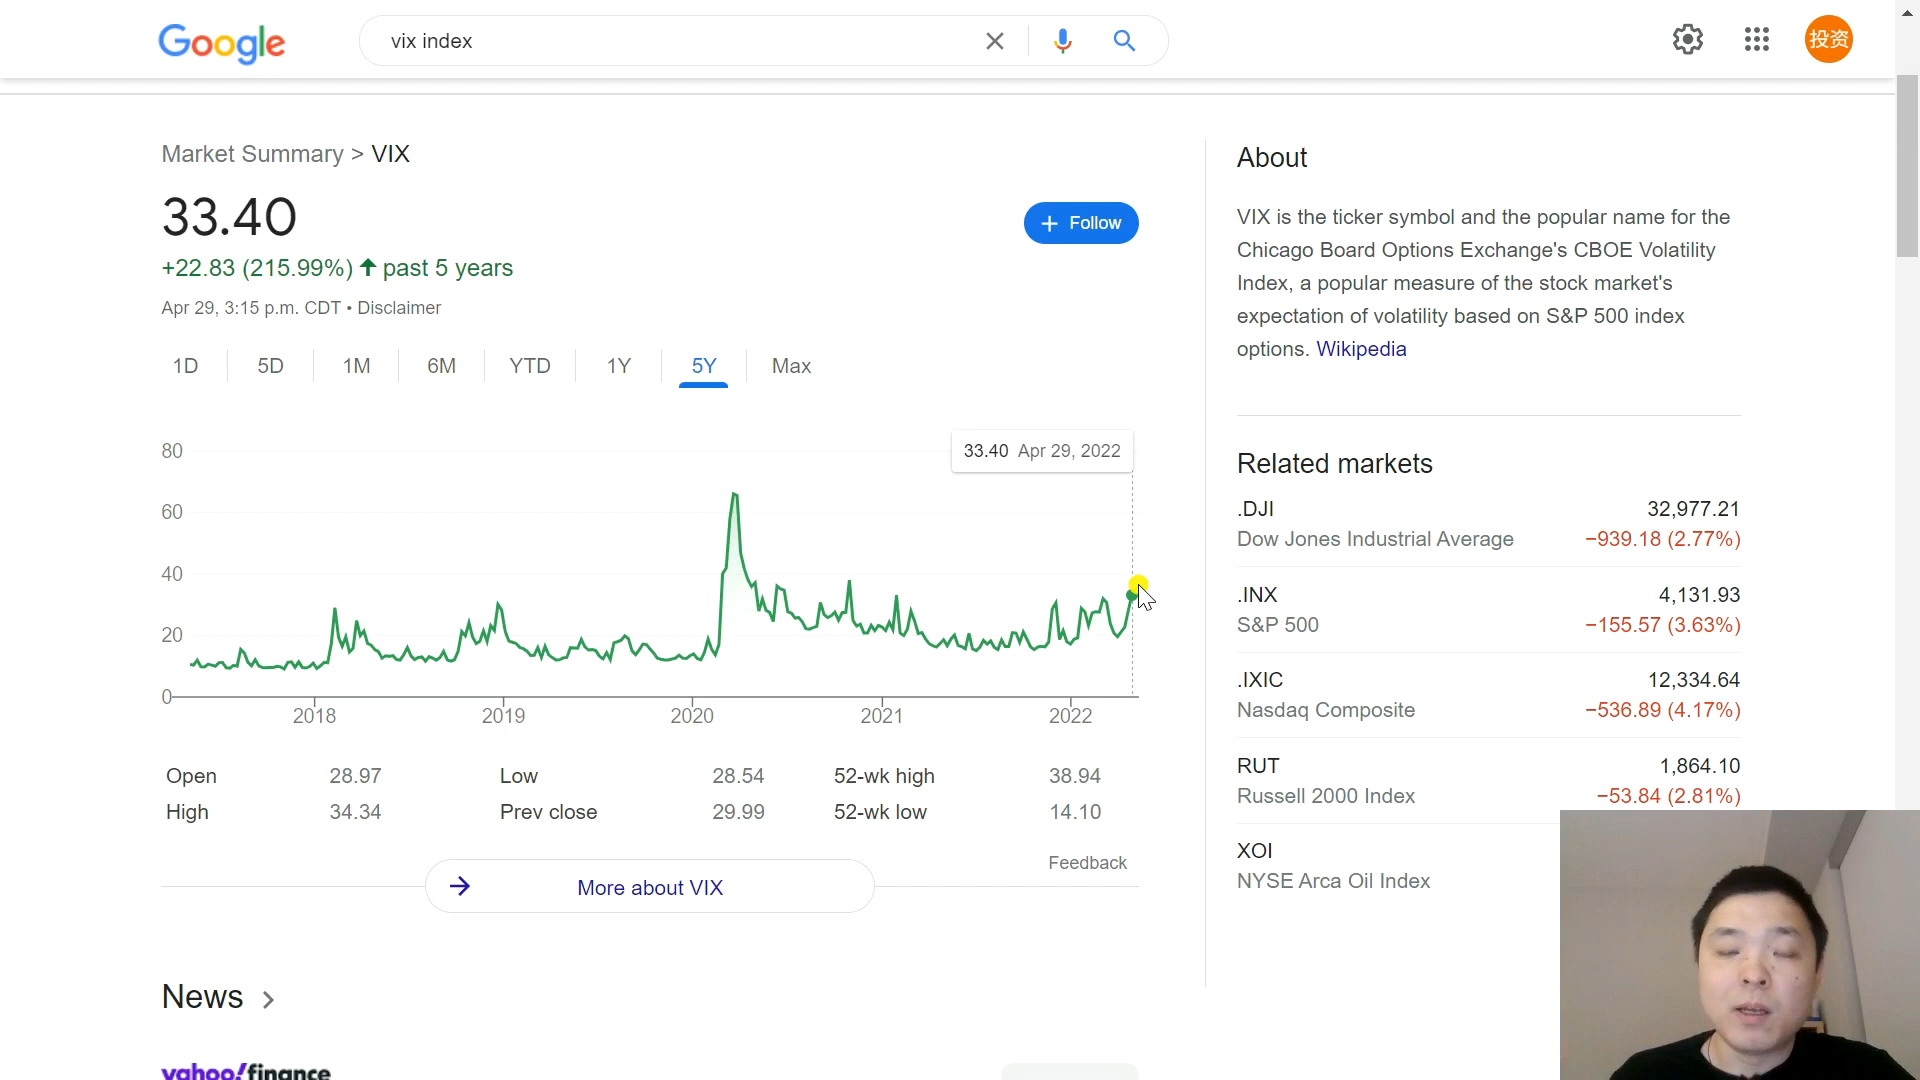 Google
vix index
投资
Market Summary > VIX
33.40
+ Follow
+22.83 (215.99%) ↑ past 5 years
Apr 29, 3:15 p.m. CDT • Disclaimer
1D 5D 1M 6M YTD 1Y 5Y Max
33.40 Apr 29, 2022
80
60
40
20
0
2018 2019 2020 2021 2022
Open 28.97 Low 28.54 52-wk high 38.94
High 34.34 Prev close 29.99 52-wk low 14.10
Feedback
→ More about VIX
News >
yahoo!finance
About
VIX is the ticker symbol and the popular name for the
Chicago Board Options Exchange's CBOE Volatility
Index, a popular measure of the stock market's
expectation of volatility based on S&P 500 index
options. Wikipedia
Related markets
.DJI 32,977.21
Dow Jones Industrial Average −939.18 (2.77%)
.INX 4,131.93
S&P 500 −155.57 (3.63%)
.IXIC 12,334.64
Nasdaq Composite −536.89 (4.17%)
RUT 1,864.10
Russell 2000 Index −53.84 (2.81%)
XOI
NYSE Arca Oil Index